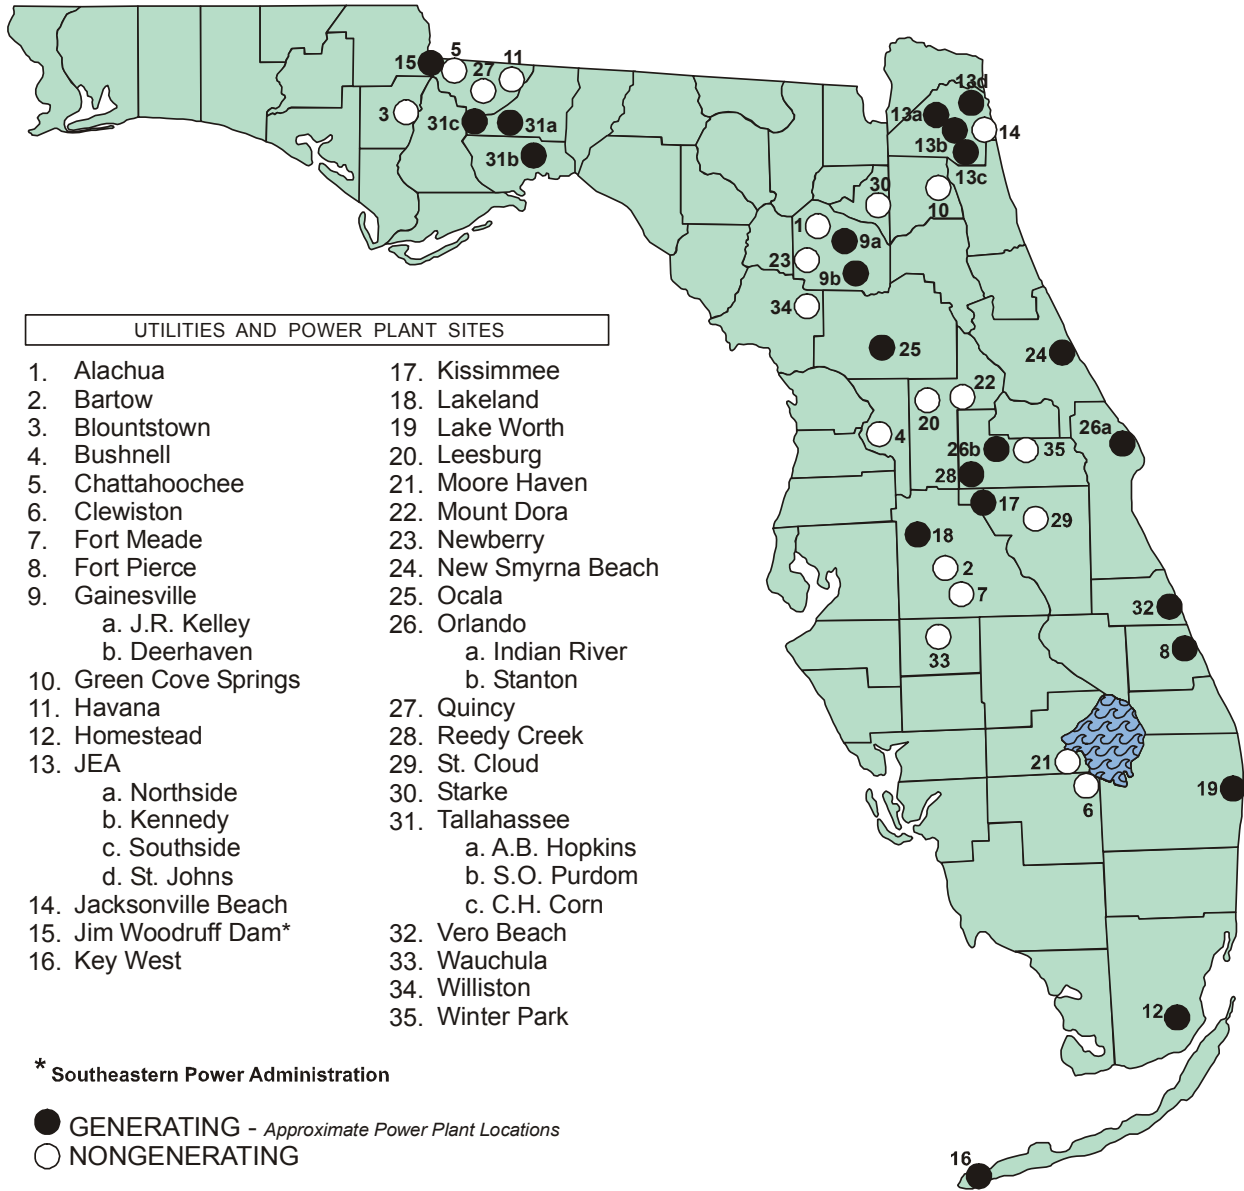 15
5
27
11
3
31c
31a
31b
13d
13a
13b
14
13c
30
10
1
9a
23
9b
34
25
24
22
20
4
26a
26b
35
28
17
29
18
2
7
32
33
8
21
6
19
12
16
UTILITIES AND POWER PLANT SITES
1. Alachua
2. Bartow
3. Blountstown
4. Bushnell
5. Chattahoochee
6. Clewiston
7. Fort Meade
8. Fort Pierce
9. Gainesville
a. J.R. Kelley
b. Deerhaven
10. Green Cove Springs
11. Havana
12. Homestead
13. JEA
a. Northside
b. Kennedy
c. Southside
d. St. Johns
14. Jacksonville Beach
15. Jim Woodruff Dam*
16. Key West
17. Kissimmee
18. Lakeland
19 Lake Worth
20. Leesburg
21. Moore Haven
22. Mount Dora
23. Newberry
24. New Smyrna Beach
25. Ocala
26. Orlando
a. Indian River
b. Stanton
27. Quincy
28. Reedy Creek
29. St. Cloud
30. Starke
31. Tallahassee
a. A.B. Hopkins
b. S.O. Purdom
c. C.H. Corn
32. Vero Beach
33. Wauchula
34. Williston
35. Winter Park
* Southeastern Power Administration
GENERATING - Approximate Power Plant Locations
NONGENERATING